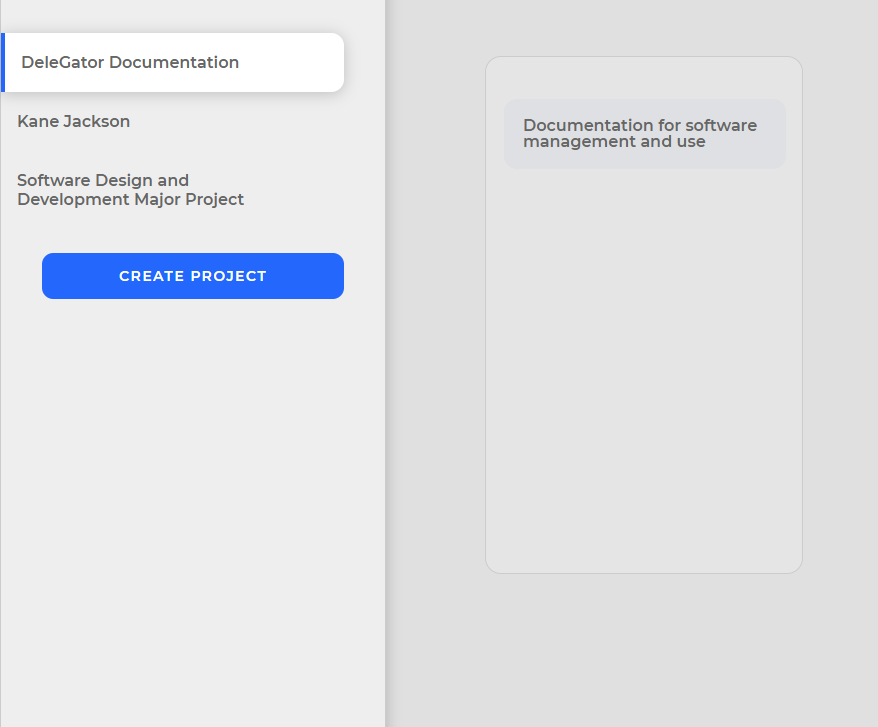 DeleGator Documentation
Kane Jackson
Software Design and
Development Major Project
CREATE PROJECT
Documentation for software
management and use